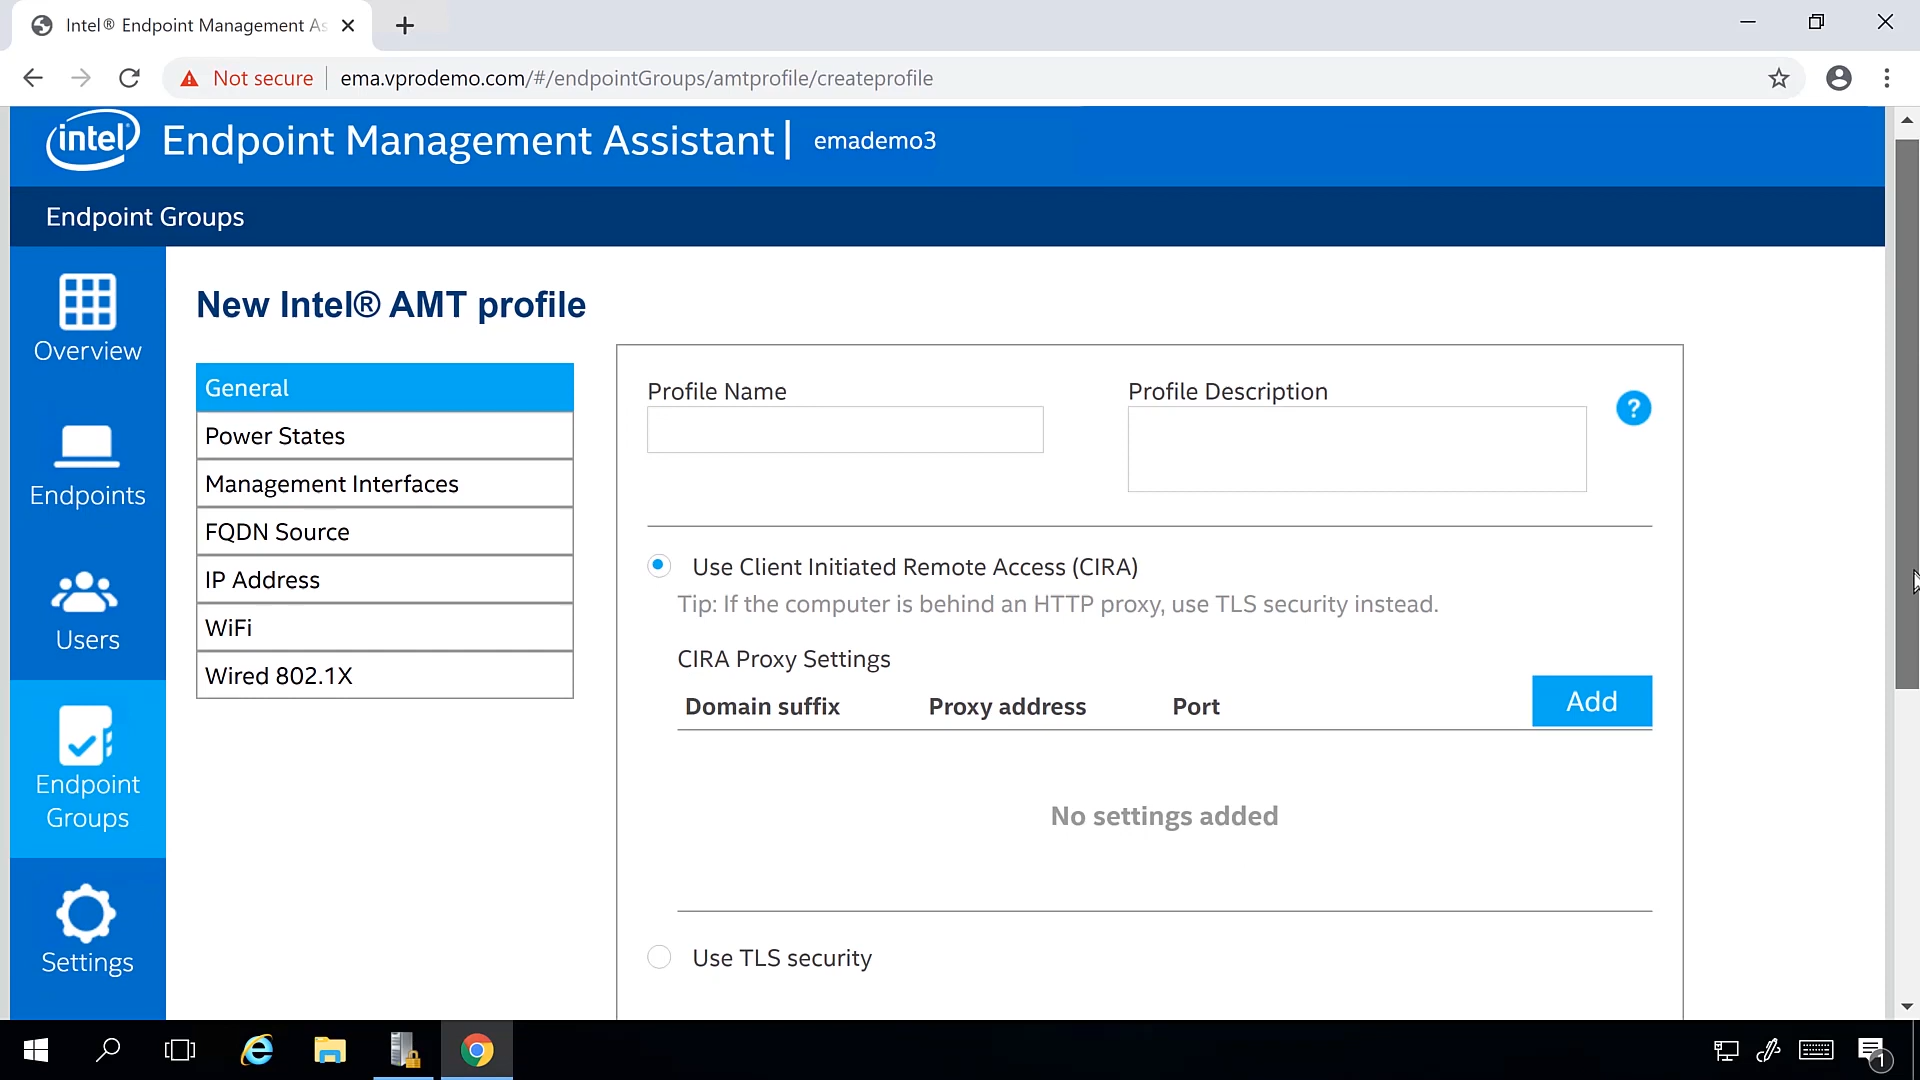 Intel® Endpoint Management As
Not secure
ema.vprodemo.com/#/endpointGroups/amtprofile/createprofile
intel
Endpoint Management Assistant | emademo3
Endpoint Groups
Overview
Endpoints
Users
Endpoint
Groups
Settings
New Intel® AMT profile
General
Power States
Management Interfaces
FQDN Source
IP Address
WiFi
Wired 802.1X
Profile Name
Profile Description
?
Use Client Initiated Remote Access (CIRA)
Tip: If the computer is behind an HTTP proxy, use TLS security instead.
CIRA Proxy Settings
Domain suffix Proxy address Port
Add
No settings added
Use TLS security
1